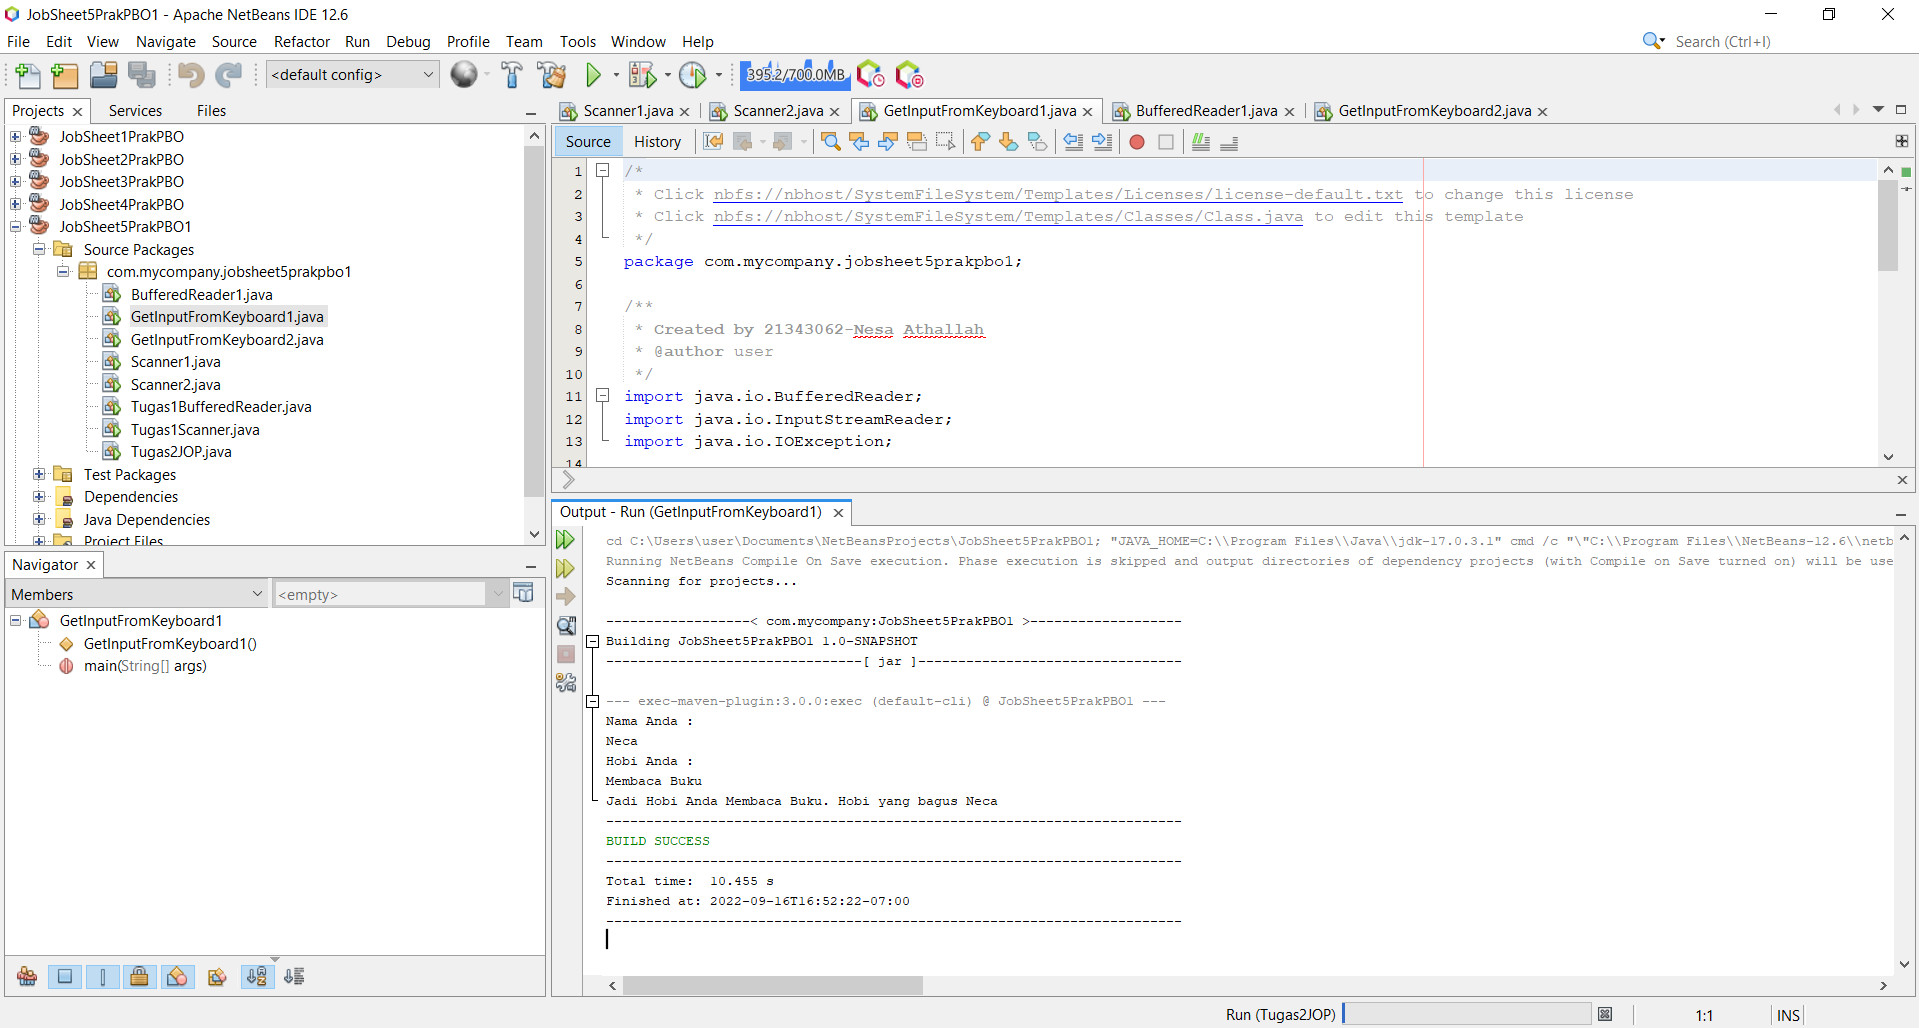 JobSheet5PrakPBO1 - Apache NetBeans IDE 12.6
File Edit View Navigate Source Refactor Run Debug Profile Team Tools Window Help
Search (Ctrl+I)
<default config>
395.2/700.0MB
Projects
Services
Files
JobSheet1PrakPBO
JobSheet2PrakPBO
JobSheet3PrakPBO
JobSheet4PrakPBO
JobSheet5PrakPBO1
Source Packages
com.mycompany.jobsheet5prakpbo1
BufferedReader1.java
GetInputFromKeyboard1.java
GetInputFromKeyboard2.java
Scanner1.java
Scanner2.java
Tugas1BufferedReader.java
Tugas1Scanner.java
Tugas2JOP.java
Test Packages
Dependencies
Java Dependencies
Project Files
Navigator
Members
<empty>
GetInputFromKeyboard1
GetInputFromKeyboard1()
main(String[] args)
Scanner1.java
Scanner2.java
GetInputFromKeyboard1.java
BufferedReader1.java
GetInputFromKeyboard2.java
Source
History
1 /*
2 * Click nbfs://nbhost/SystemFileSystem/Templates/Licenses/license-default.txt to change this license
3 * Click nbfs://nbhost/SystemFileSystem/Templates/Classes/Class.java to edit this template
4 */
5 package com.mycompany.jobsheet5prakpbo1;
6
7 /**
8 * Created by 21343062-Nesa Athallah
9 * @author user
10 */
11 import java.io.BufferedReader;
12 import java.io.InputStreamReader;
13 import java.io.IOException;
14
Output - Run (GetInputFromKeyboard1)
cd C:\Users\user\Documents\NetBeansProjects\JobSheet5PrakPBO1; "JAVA_HOME=C:\\Program Files\\Java\\jdk-17.0.3.1" cmd /c "\"C:\\Program Files\\NetBeans-12.6\\netb
Running NetBeans Compile On Save execution. Phase execution is skipped and output directories of dependency projects (with Compile on Save turned on) will be use
Scanning for projects...
------------------< com.mycompany:JobSheet5PrakPBO1 >-------------------
Building JobSheet5PrakPBO1 1.0-SNAPSHOT
--------------------------------[ jar ]---------------------------------
--- exec-maven-plugin:3.0.0:exec (default-cli) @ JobSheet5PrakPBO1 ---
Nama Anda :
Neca
Hobi Anda :
Membaca Buku
Jadi Hobi Anda Membaca Buku. Hobi yang bagus Neca
------------------------------------------------------------------------
BUILD SUCCESS
------------------------------------------------------------------------
Total time:  10.455 s
Finished at: 2022-09-16T16:52:22-07:00
------------------------------------------------------------------------
Run (Tugas2JOP)
1:1
INS